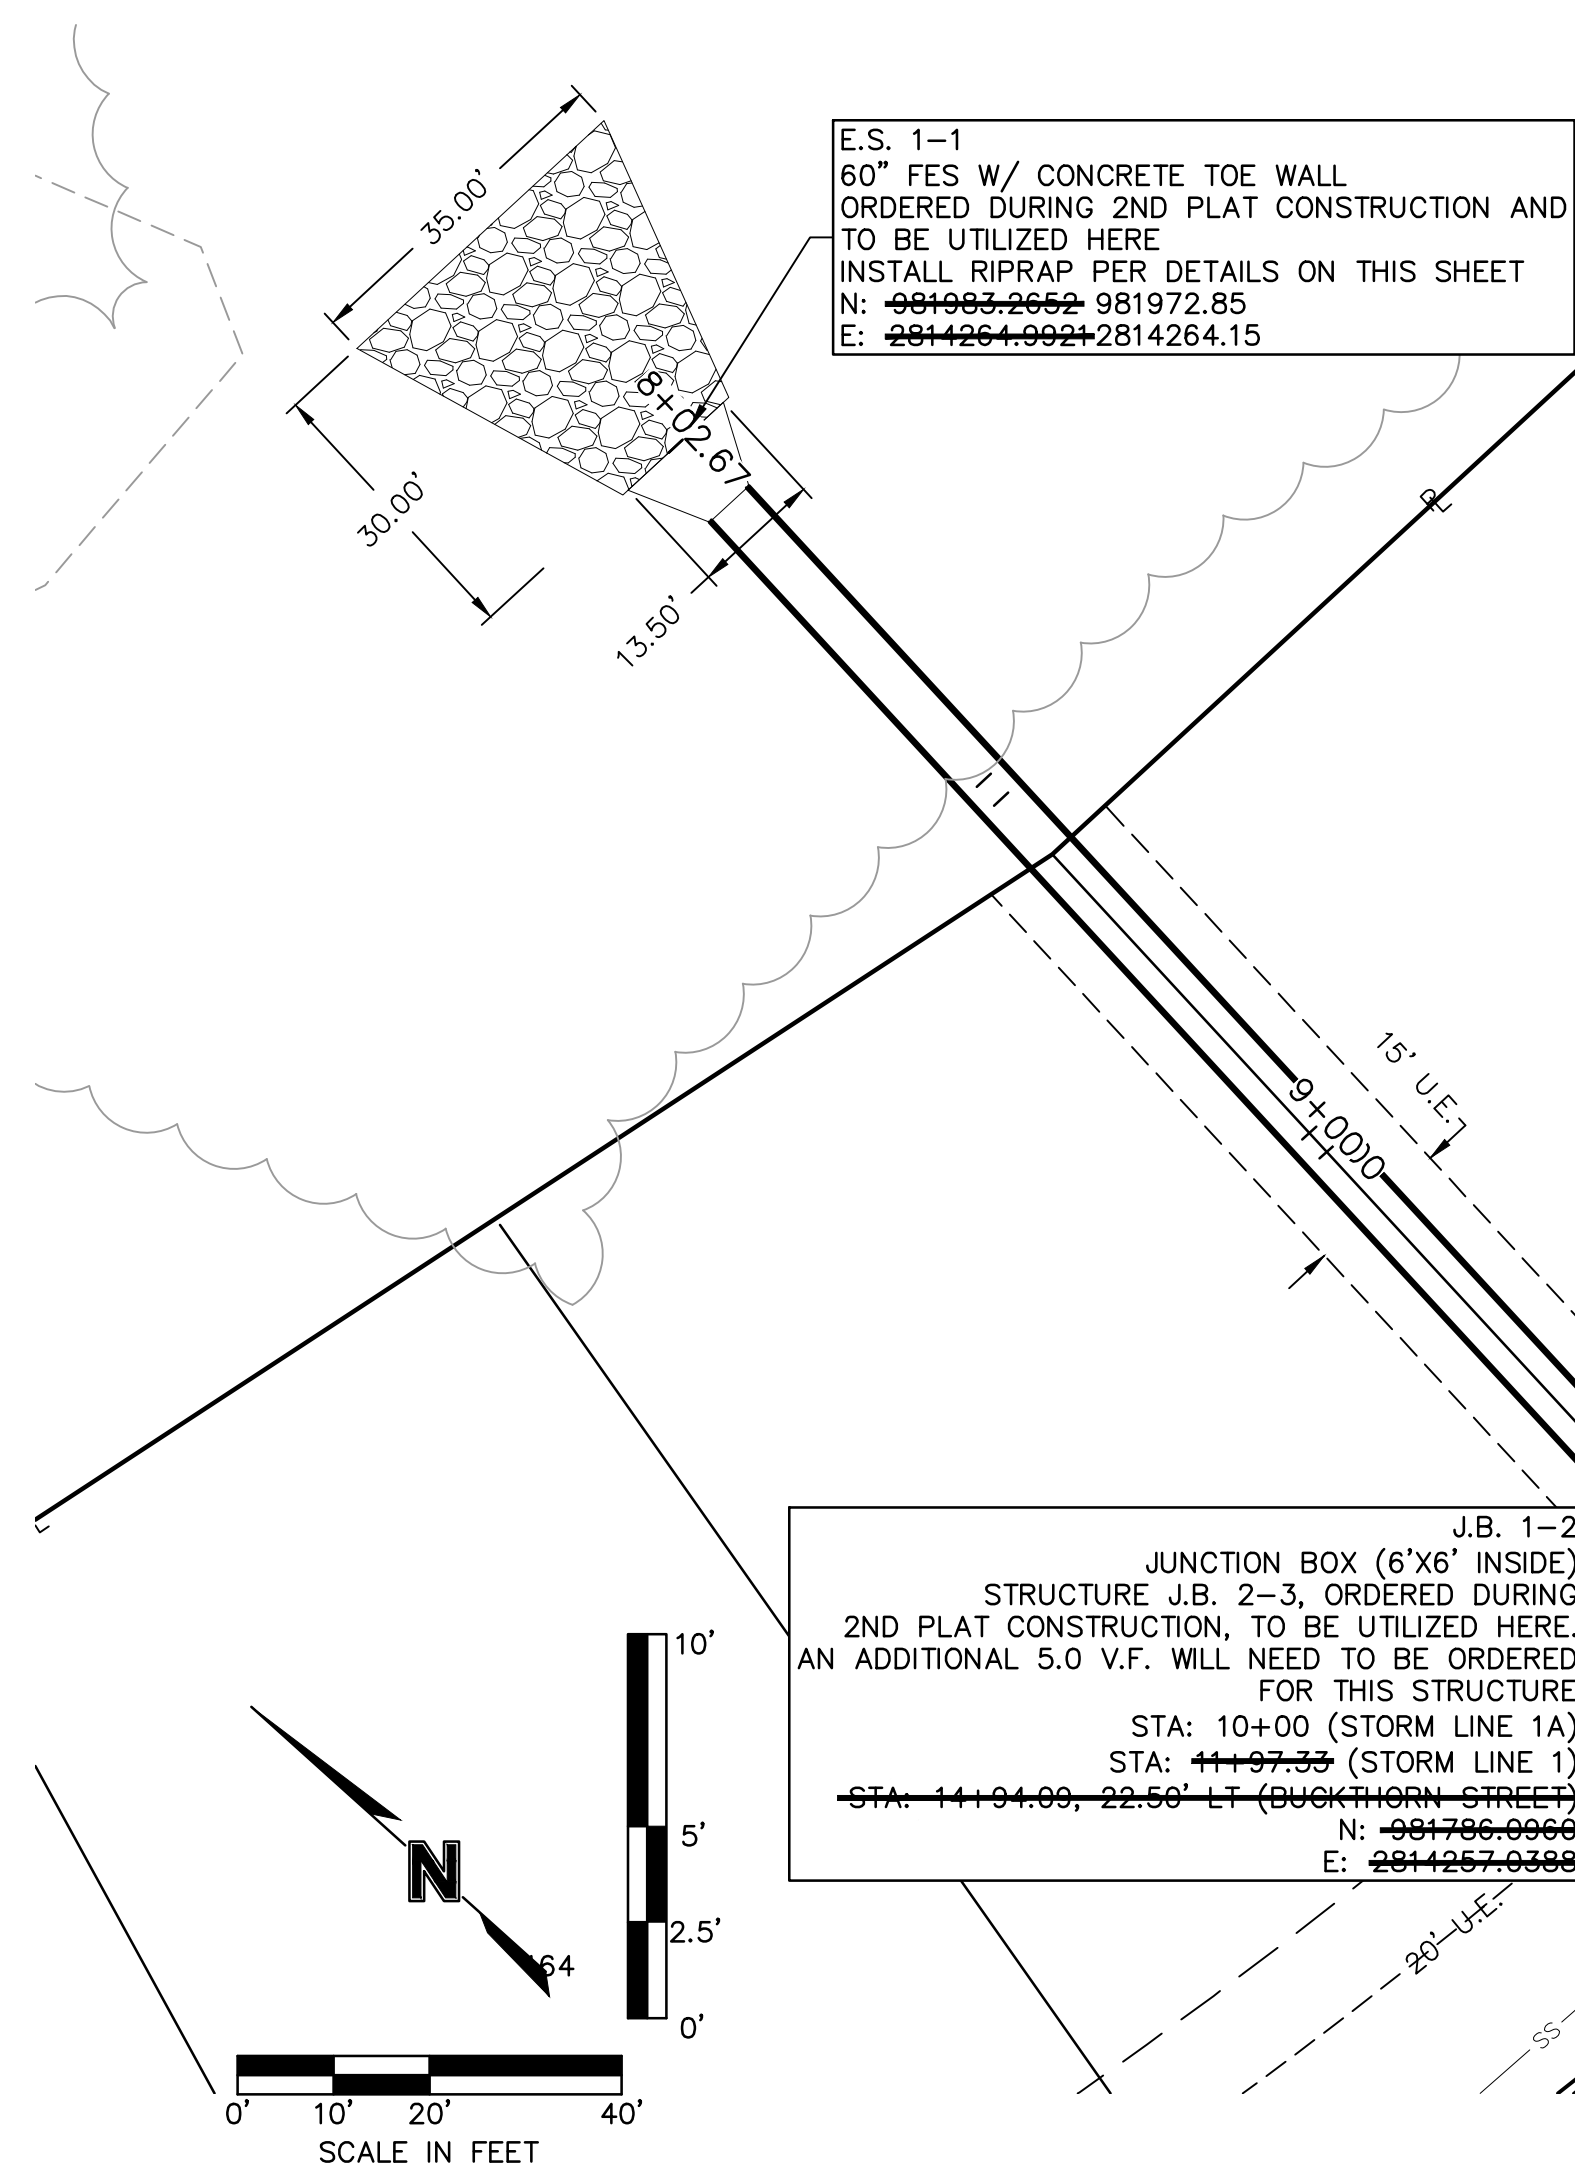 35.00'
E.S. 1-1
60" FES W/ CONCRETE TOE WALL
ORDERED DURING 2ND PLAT CONSTRUCTION AND
TO BE UTILIZED HERE
INSTALL RIPRAP PER DETAILS ON THIS SHEET
N: 981983.2652 981972.85
E: 2814264.9921 2814264.15
8+02.67
30.00'
13.50'
PL
15' U.E.
9+00
J.B. 1-2
JUNCTION BOX (6'X6' INSIDE)
STRUCTURE J.B. 2-3, ORDERED DURING
2ND PLAT CONSTRUCTION, TO BE UTILIZED HERE.
AN ADDITIONAL 5.0 V.F. WILL NEED TO BE ORDERED
FOR THIS STRUCTURE
STA: 10+00 (STORM LINE 1A)
STA: 11+97.33 (STORM LINE 1)
STA: 14+94.09, 22.50' LT (BUCKTHORN STREET)
N: 981786.0960
E: 2814257.0388
10'
5'
2.5'
0'
N
64
20' U.E.
SS
0' 10' 20' 40'
SCALE IN FEET